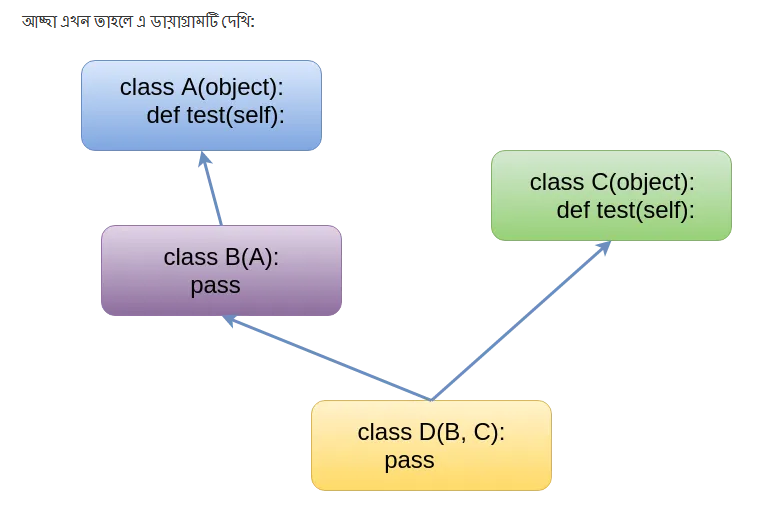 আচ্ছা এখন তাহলে এ ডায়াগ্রামটি দেখি:
class A(object):
def test(self):
class C(object):
def test(self):
class B(A):
pass
class D(B, C):
pass